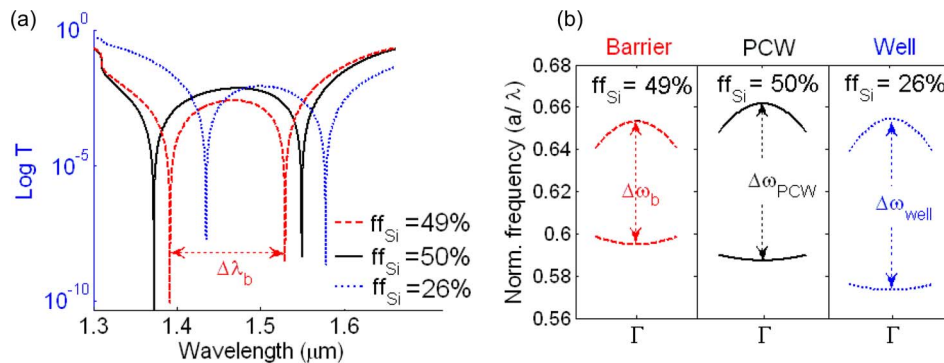 (a)
10^0
10^-5
10^-10
Log T
ff_Si =49%
ff_Si =50%
ff_Si =26%
Δλ_b
1.3
1.4
1.5
1.6
Wavelength (μm)
(b)
Barrier
PCW
Well
ff_Si = 49%
ff_Si = 50%
ff_Si = 26%
0.68
0.66
0.64
0.62
0.6
0.58
0.56
Norm. frequency (a/ λ)
Δω_b
Δω_PCW
Δω_well
Γ
Γ
Γ